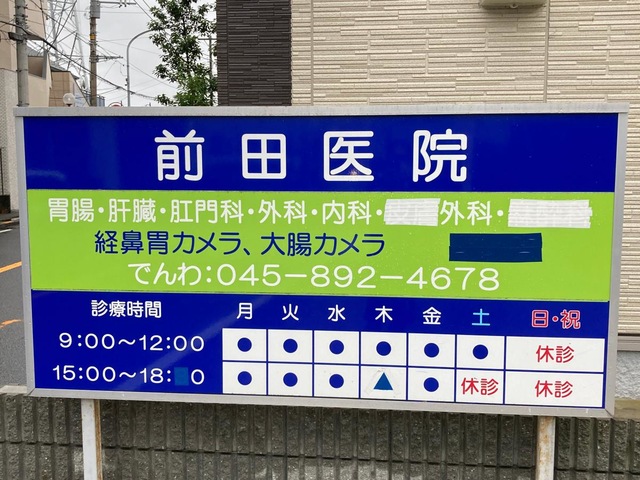 前田医院
胃腸・肝臓・肛門科・外科・内科・外科・
経鼻胃カメラ、大腸カメラ
でんわ:045-892-4678
診療時間 月 火 水 木 金 土 日・祝
9:00〜12:00 ● ● ● ● ● ● 休診
15:00〜18:0 ● ● ● ▲ ● 休診 休診